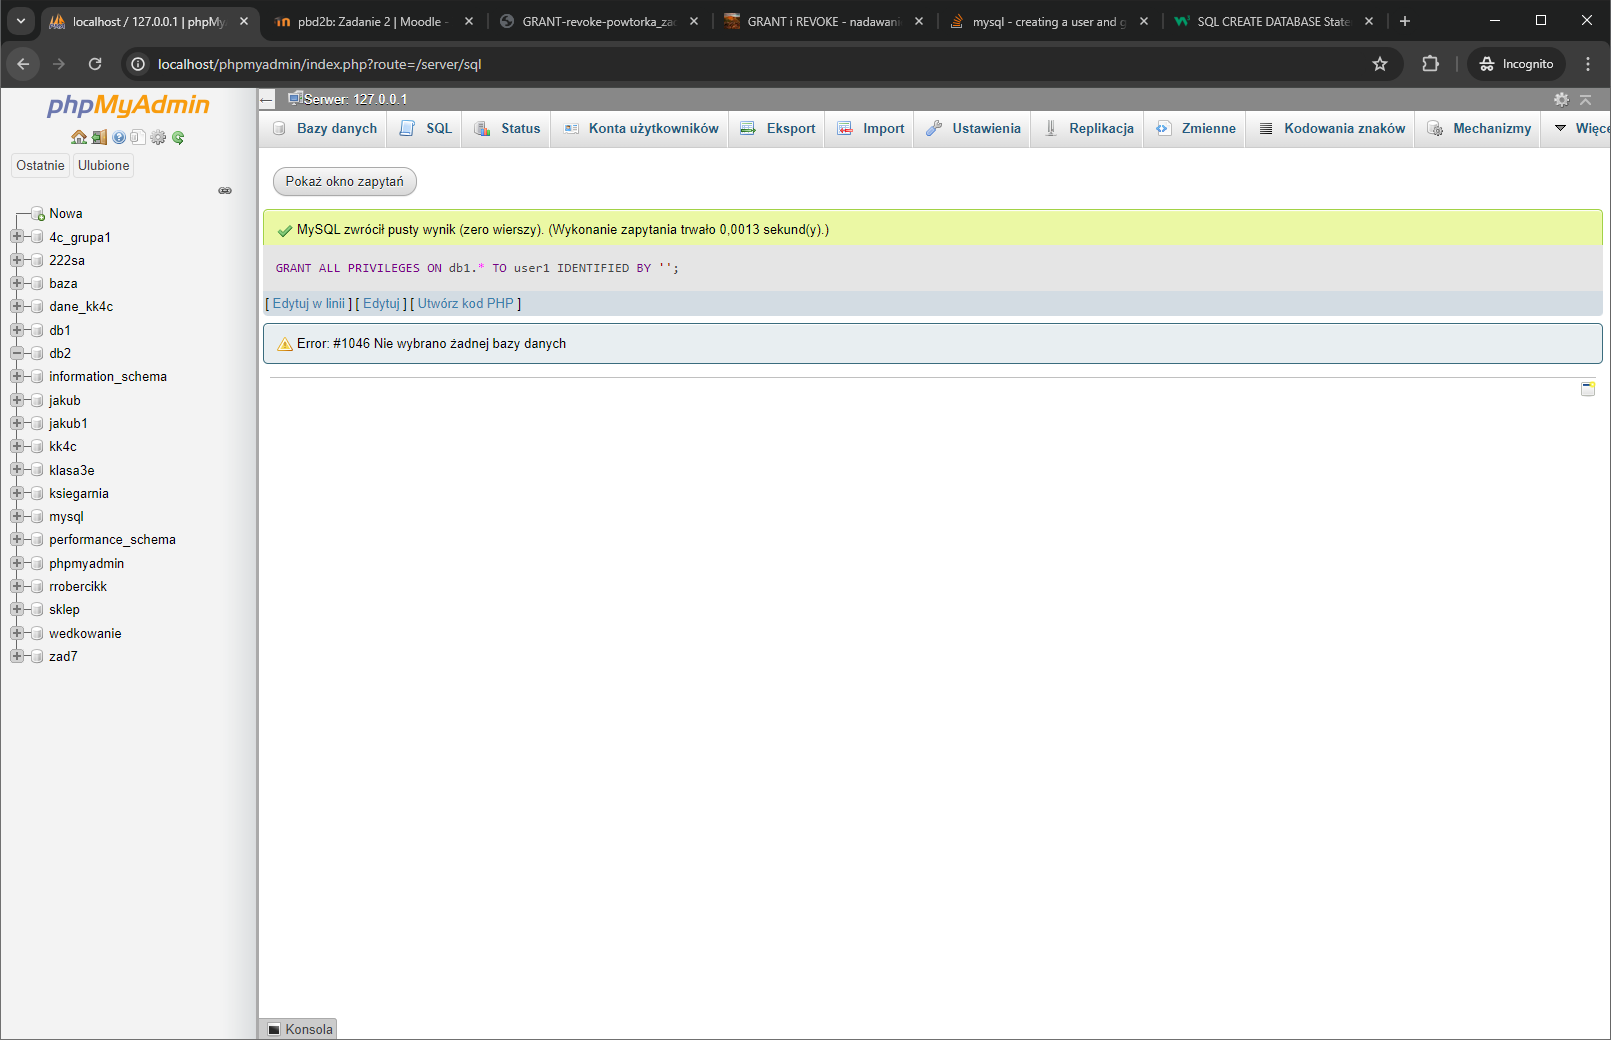 localhost / 127.0.0.1 | phpMy
pbd2b: Zadanie 2 | Moodle -
GRANT-revoke-powtorka_zad
GRANT i REVOKE - nadawani
mysql - creating a user and g
SQL CREATE DATABASE State
localhost/phpmyadmin/index.php?route=/server/sql
Incognito
phpMyAdmin
Serwer: 127.0.0.1
Bazy danych
SQL
Status
Konta użytkowników
Eksport
Import
Ustawienia
Replikacja
Zmienne
Kodowania znaków
Mechanizmy
Więce
Ostatnie
Ulubione
Nowa
4c_grupa1
222sa
baza
dane_kk4c
db1
db2
information_schema
jakub
jakub1
kk4c
klasa3e
ksiegarnia
mysql
performance_schema
phpmyadmin
rrobercikk
sklep
wedkowanie
zad7
Pokaż okno zapytań
MySQL zwrócił pusty wynik (zero wierszy). (Wykonanie zapytania trwało 0,0013 sekund(y).)
GRANT ALL PRIVILEGES ON db1.* TO user1 IDENTIFIED BY '';
[ Edytuj w linii ] [ Edytuj ] [ Utwórz kod PHP ]
Error: #1046 Nie wybrano żadnej bazy danych
Konsola